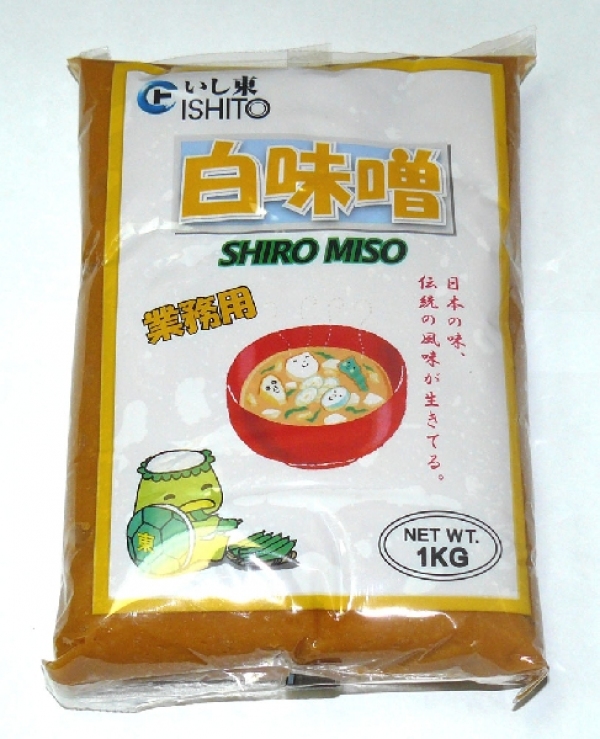 いし東
ISHITO
白味噌
SHIRO MISO
業務用
日本の味、
伝統の風味が生きてる。
東
NET WT.
1KG